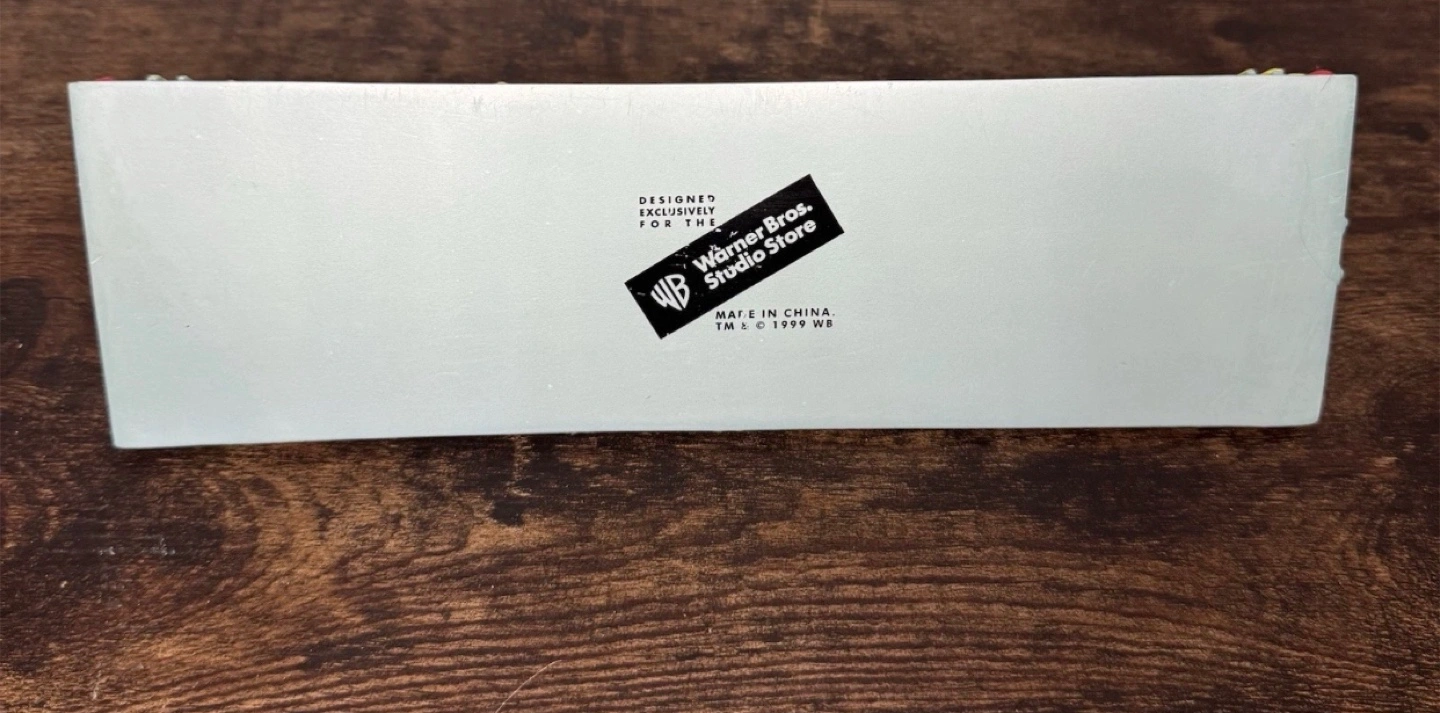 DESIGNED
EXCLUSIVELY
FOR THE
WB
Warner Bros.
Studio Store
MADE IN CHINA.
TM & © 1999 WB